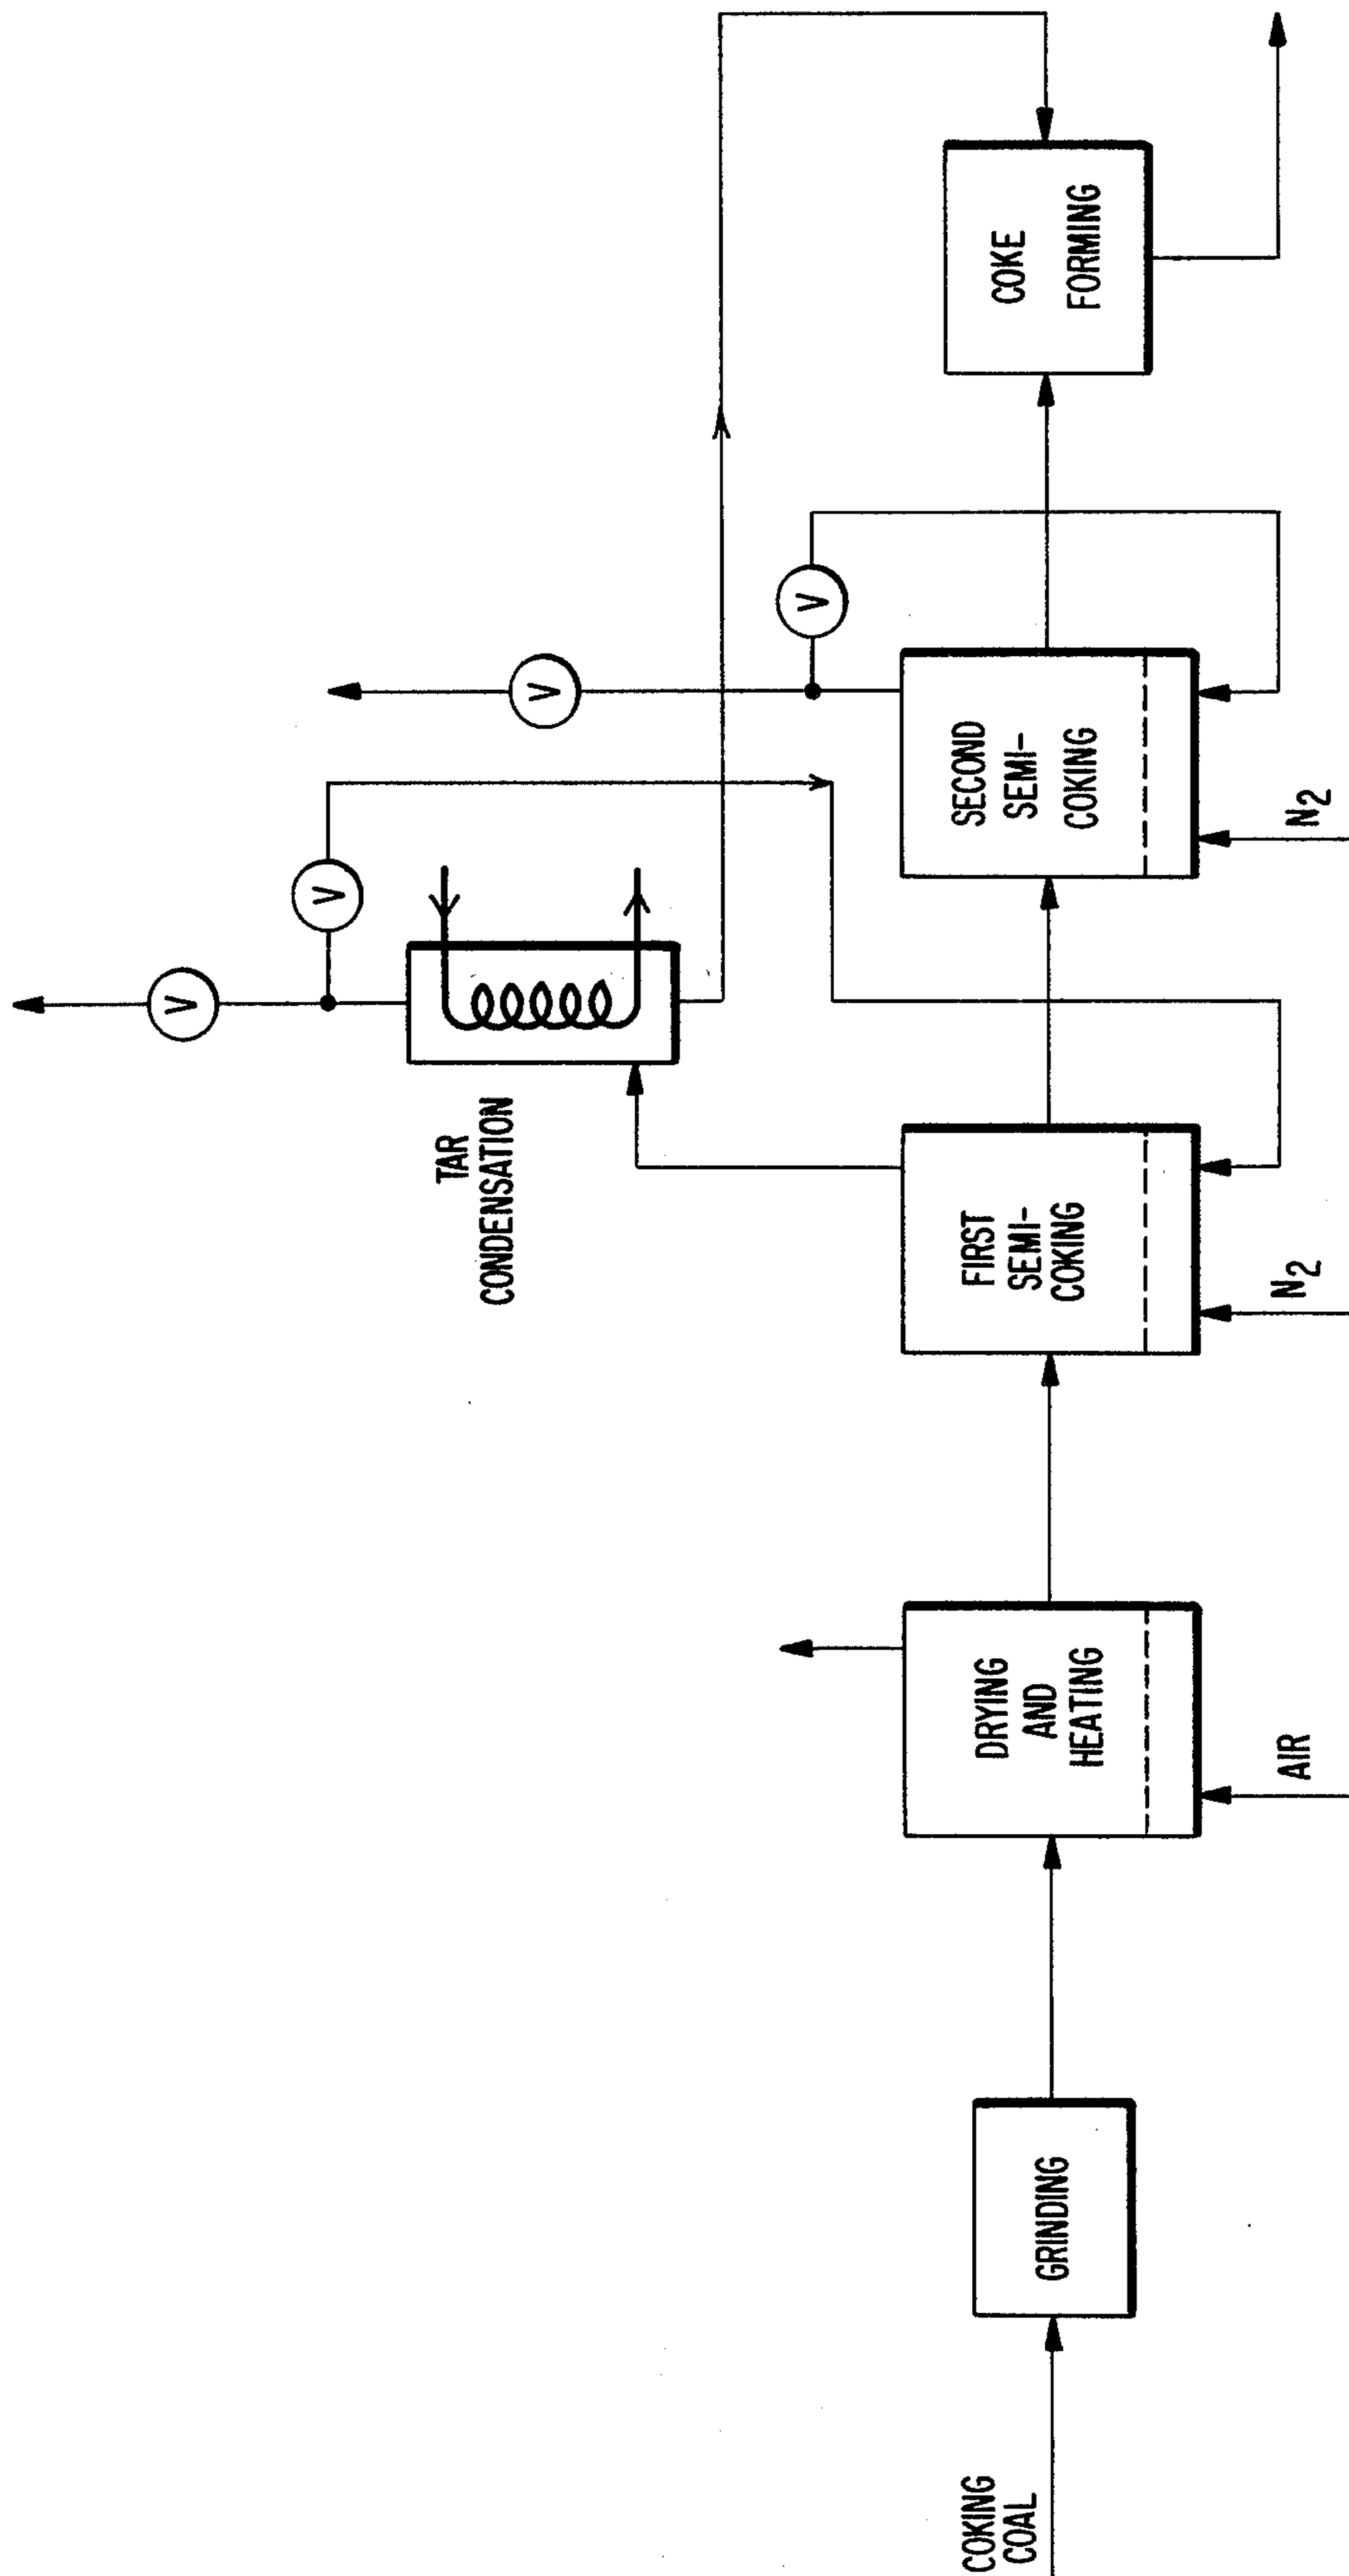 COKING
COAL
GRINDING
DRYING
AND
HEATING
AIR
FIRST
SEMI-
COKING
N2
TAR
CONDENSATION
V
V
SECOND
SEMI-
COKING
N2
V
V
COKE
FORMING